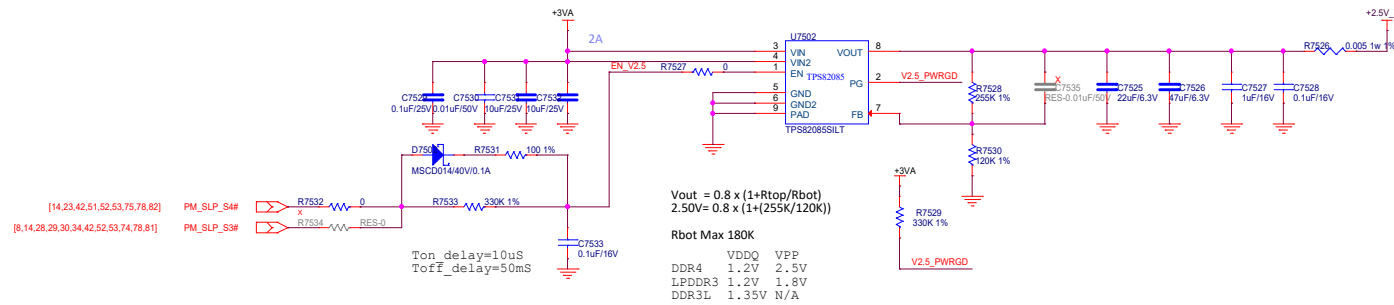 +3VA
2A
U7502
3 VIN VOUT 8
4 VIN2
1 EN TPS82085
PG 2
5 GND
6 GND2
9 PAD FB 7
TPS82085SILT
EN_V2.5
R7527 0
V2.5_PWRGD
+2.5V_
R7526 0.005 1w 1%
C7529 0.1uF/25V
C7530 0.01uF/50V
10uF/25V
C7532 10uF/25V
R7528 255K 1%
X
C7535
RES-0.01uF/50V
C7525 22uF/6.3V
C7526 47uF/6.3V
C7527 1uF/16V
C7528 0.1uF/16V
R7530 120K 1%
MSCD014/40V/0.1A
R7531 100 1%
[14,23,42,51,52,53,75,78,82] PM_SLP_S4#
R7532 0
R7533 330K 1%
X
[8,14,28,29,30,34,42,52,53,74,78,81] PM_SLP_S3#
R7534 RES-0
C7533 0.1uF/16V
Ton_delay=10uS
Toff_delay=50mS
Vout = 0.8 x (1+Rtop/Rbot)
2.50V= 0.8 x (1+(255K/120K))
Rbot Max 180K
VDDQ VPP
DDR4 1.2V 2.5V
LPDDR3 1.2V 1.8V
DDR3L 1.35V N/A
+3VA
R7529 330K 1%
V2.5_PWRGD